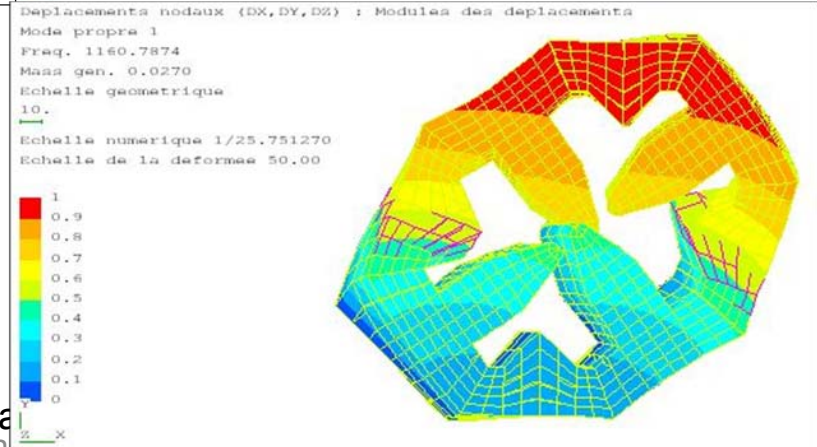 Deplacements nodaux (DX,DY,DZ) : Modules des deplacements
Mode propre 1
Freq. 1160.7874
Mass gen. 0.0270
Echelle geometrique
10.
Echelle numerique 1/25.751270
Echelle de la deformee 50.00
1
0.9
0.8
0.7
0.6
0.5
0.4
0.3
0.2
0.1
0
Y
Z X